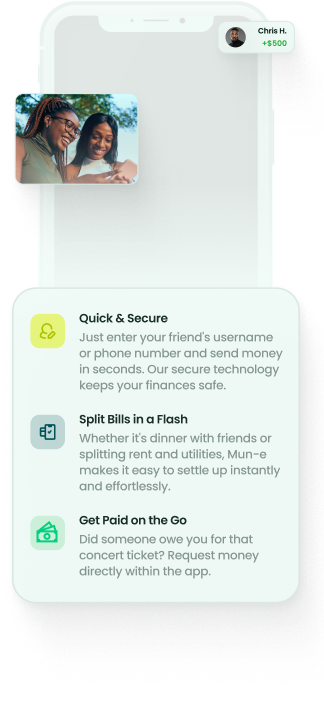 Chris H.
+$500
Quick & Secure
Just enter your friend's username
or phone number and send money
in seconds. Our secure technology
keeps your finances safe.
Split Bills in a Flash
Whether it's dinner with friends or
splitting rent and utilities, Mun-e
makes it easy to settle up instantly
and effortlessly.
Get Paid on the Go
Did someone owe you for that
concert ticket? Request money
directly within the app.